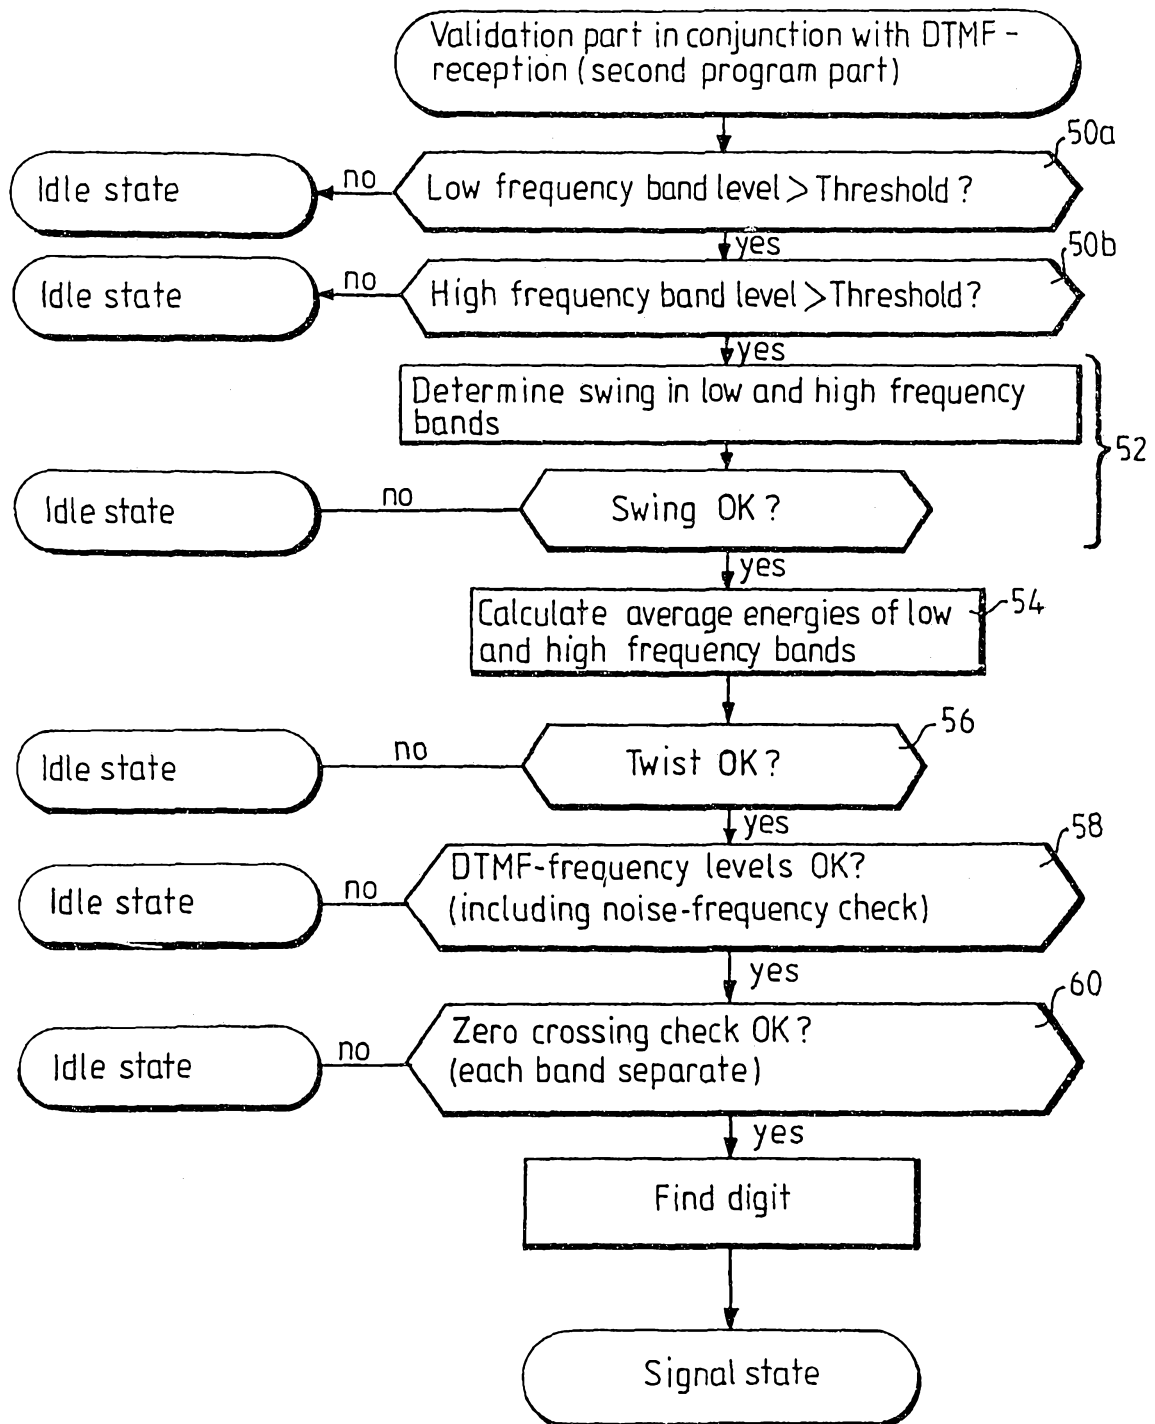 Validation part in conjunction with DTMF-
reception (second program part)
50a
Idle state
no
Low frequency band level > Threshold ?
yes
50b
Idle state
no
High frequency band level > Threshold?
yes
Determine swing in low and high frequency
bands
52
Idle state
no
Swing OK ?
yes
Calculate average energies of low
and high frequency bands
54
56
Idle state
no
Twist OK ?
yes
58
DTMF-frequency levels OK?
(including noise-frequency check)
Idle state
no
yes
60
Zero crossing check OK?
(each band separate)
Idle state
no
yes
Find digit
Signal state